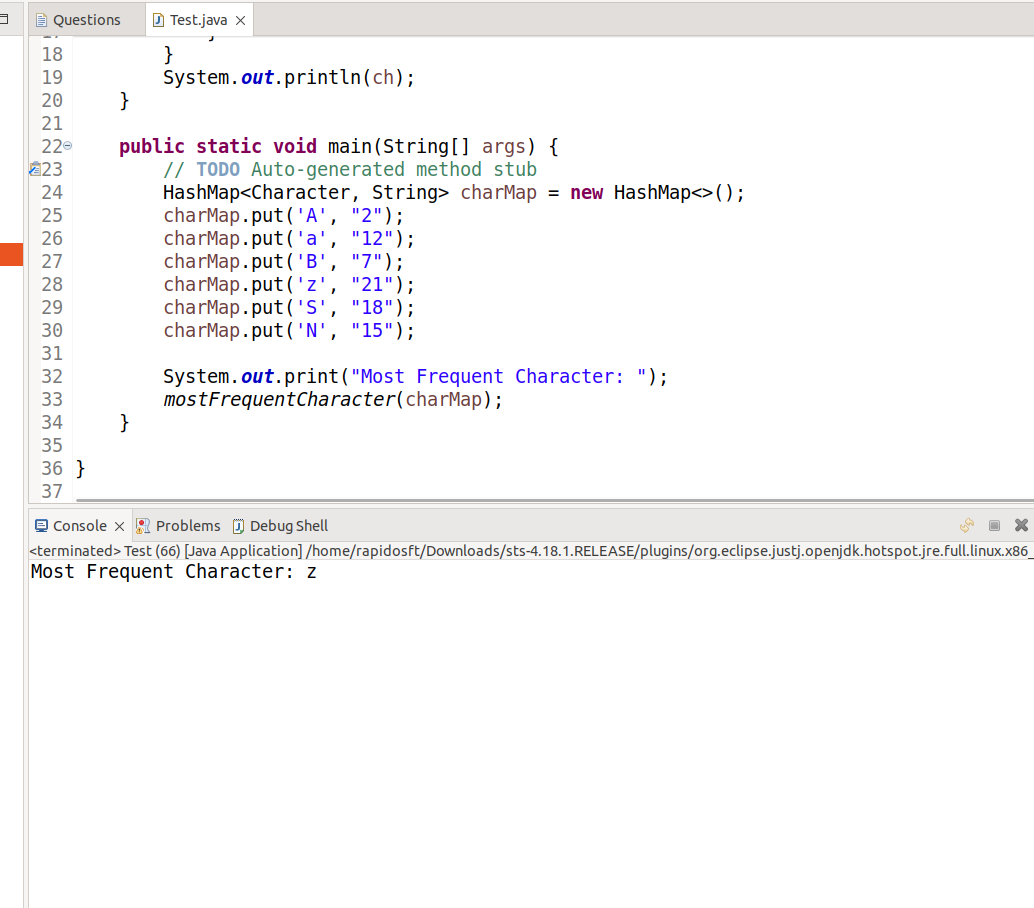 Questions
Test.java
18 }
19 System.out.println(ch);
20 }
21
22 public static void main(String[] args) {
23 // TODO Auto-generated method stub
24 HashMap<Character, String> charMap = new HashMap<>();
25 charMap.put('A', "2");
26 charMap.put('a', "12");
27 charMap.put('B', "7");
28 charMap.put('z', "21");
29 charMap.put('S', "18");
30 charMap.put('N', "15");
31
32 System.out.print("Most Frequent Character: ");
33 mostFrequentCharacter(charMap);
34 }
35
36 }
37
Console Problems Debug Shell
<terminated> Test (66) [Java Application] /home/rapidosft/Downloads/sts-4.18.1.RELEASE/plugins/org.eclipse.justj.openjdk.hotspot.jre.full.linux.x86_
Most Frequent Character: z